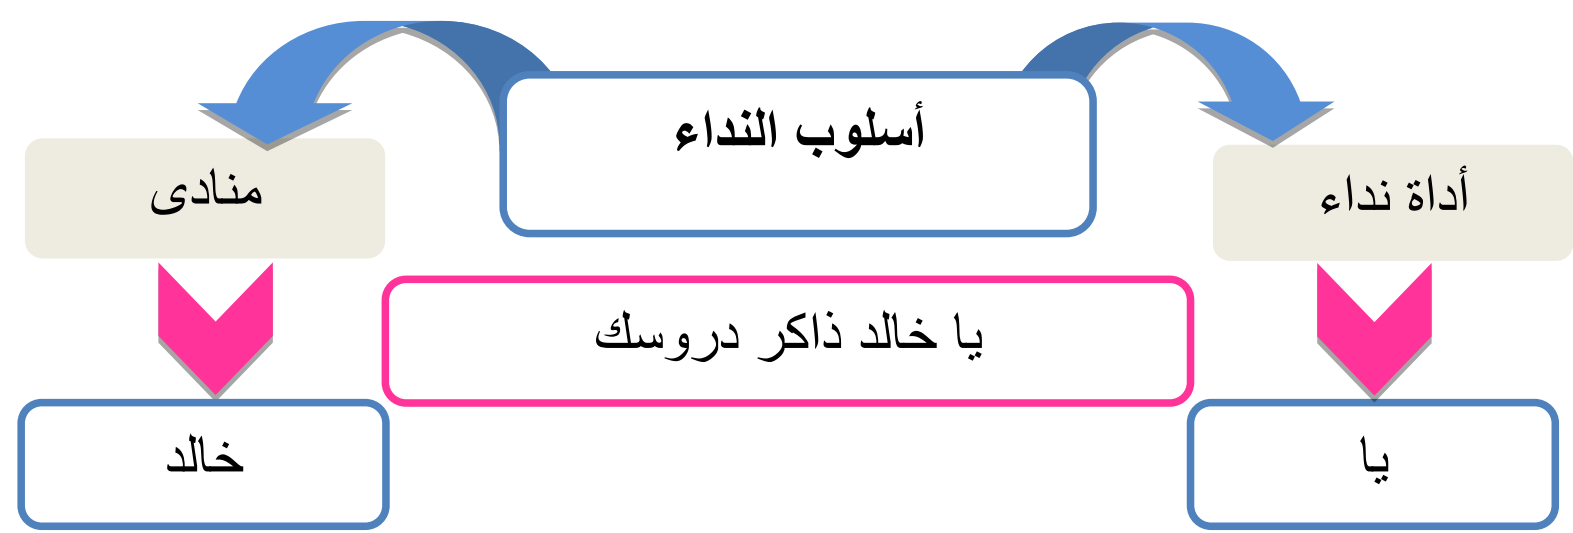 أسلوب النداء
أداة نداء
منادى
يا خالد ذاكر دروسك
يا
خالد